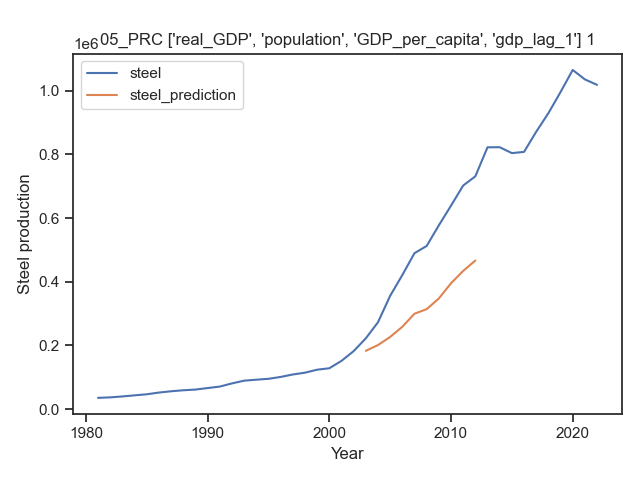 1e6
05_PRC ['real_GDP', 'population', 'GDP_per_capita', 'gdp_lag_1'] 1
steel
steel_prediction
1.0
0.8
0.6
0.4
0.2
0.0
Steel production
1980 1990 2000 2010 2020
Year